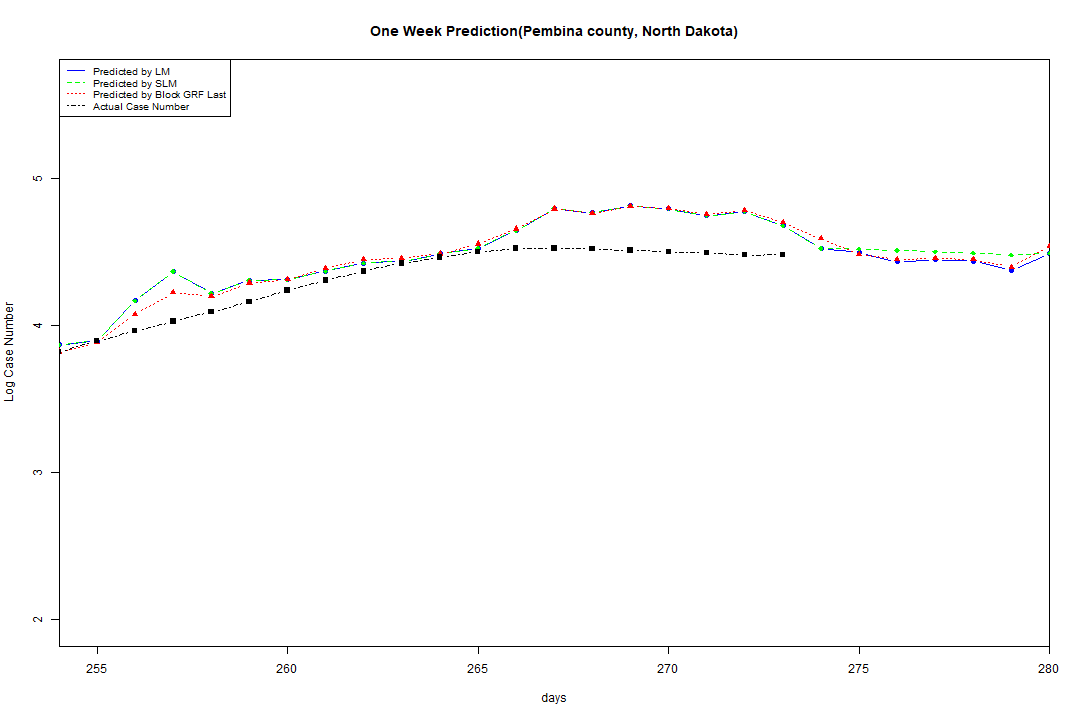 One Week Prediction(Pembina county, North Dakota)
Predicted by LM
Predicted by SLM
Predicted by Block GRF Last
Actual Case Number
5
4
3
2
Log Case Number
255 260 265 270 275 280
days